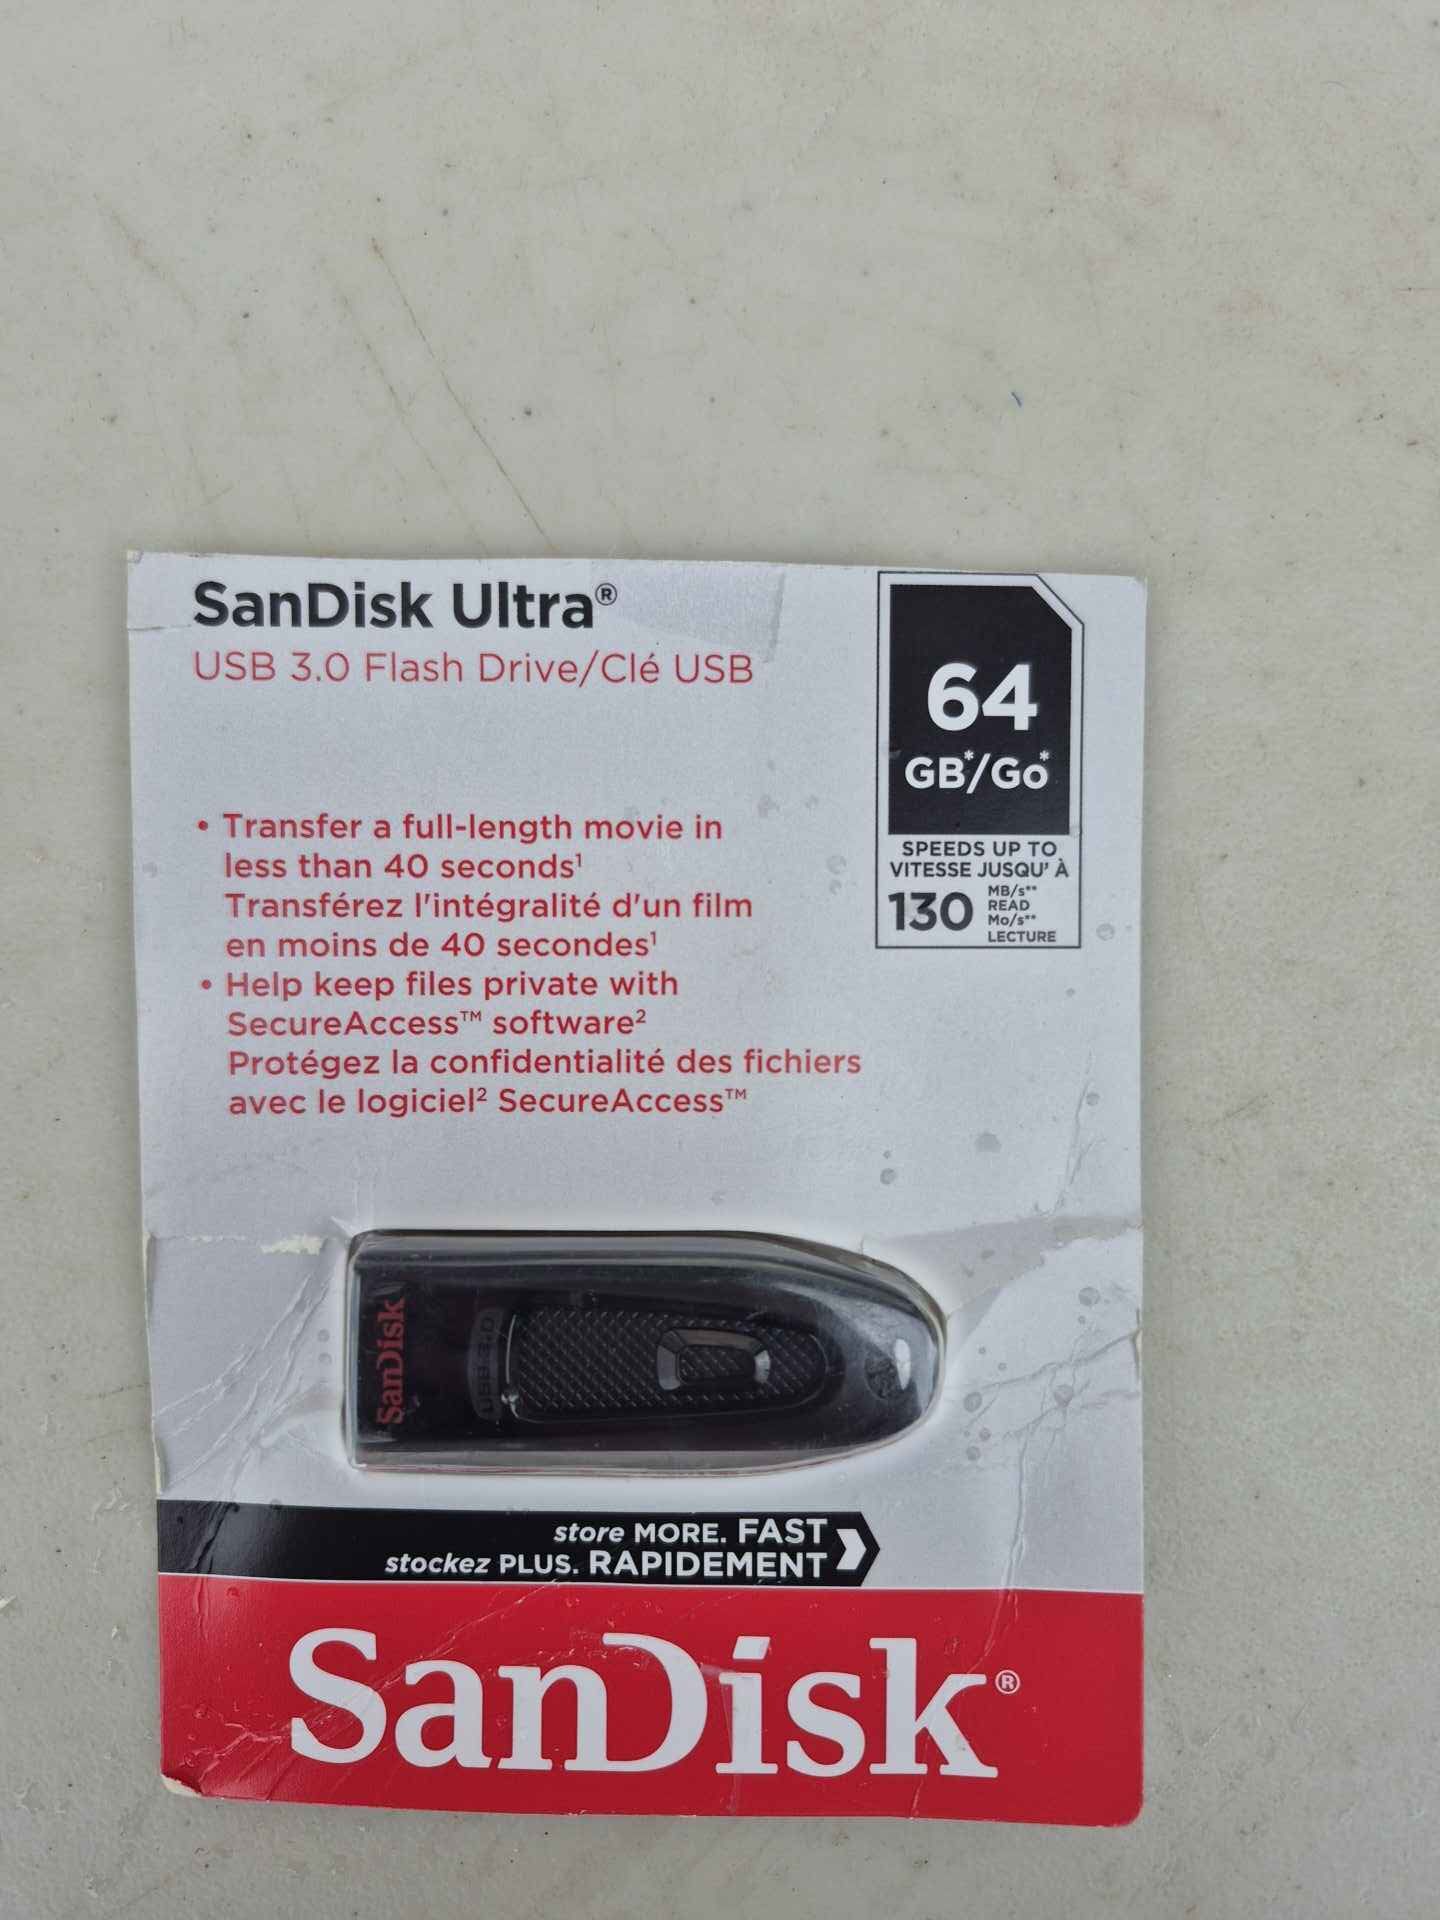 SanDisk Ultra®
USB 3.0 Flash Drive/Clé USB
64
GB*/Go*
SPEEDS UP TO
VITESSE JUSQU' À
130
MB/s**
READ
Mo/s**
LECTURE
• Transfer a full-length movie in
less than 40 seconds¹
Transférez l'intégralité d'un film
en moins de 40 secondes¹
• Help keep files private with
SecureAccess™ software²
Protégez la confidentialité des fichiers
avec le logiciel² SecureAccess™
SanDisk
USB 3.0
store MORE. FAST
stockez PLUS. RAPIDEMENT
SanDisk®